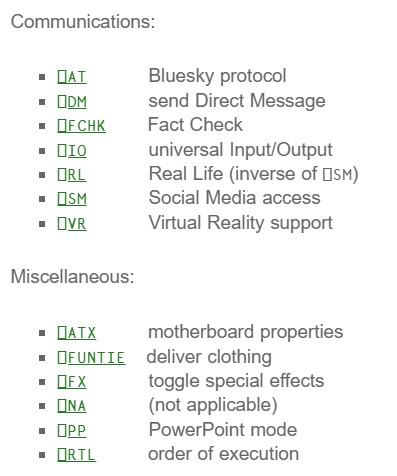 Communications:
⎕AT Bluesky protocol
⎕DM send Direct Message
⎕FCHK Fact Check
⎕IO universal Input/Output
⎕RL Real Life (inverse of ⎕SM)
⎕SM Social Media access
⎕VR Virtual Reality support
Miscellaneous:
⎕ATX motherboard properties
⎕FUNTIE deliver clothing
⎕FX toggle special effects
⎕NA (not applicable)
⎕PP PowerPoint mode
⎕RTL order of execution